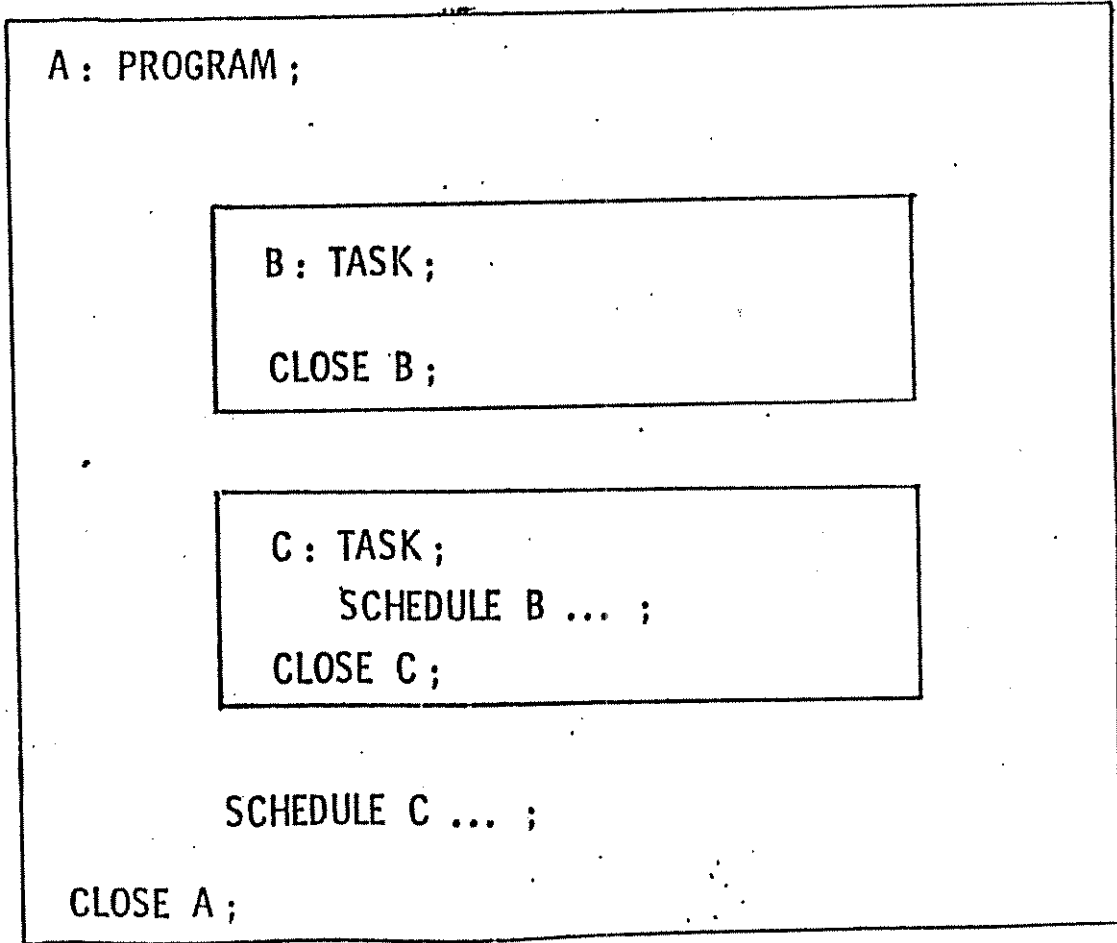 A: PROGRAM;
B: TASK;
CLOSE B;
C: TASK;
SCHEDULE B ... ;
CLOSE C;
SCHEDULE C ... ;
CLOSE A;